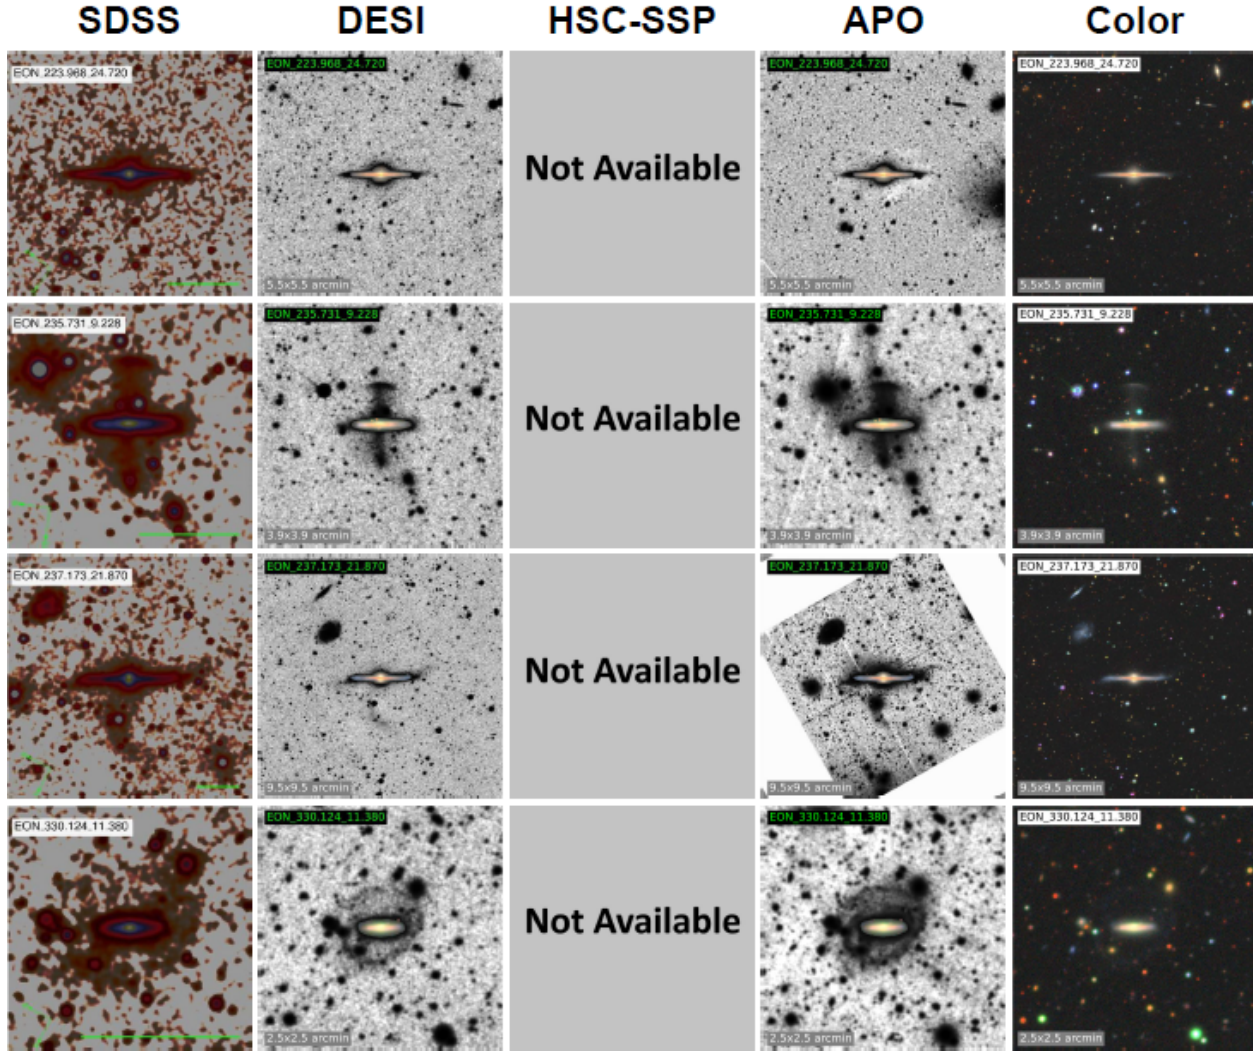 SDSS DESI HSC-SSP APO Color
EON_223.968_24.720 EON_223.968_24.720 EON_223.968_24.720 EON_223.968_24.720
Not Available
5.5x5.5 arcmin 5.5x5.5 arcmin 5.5x5.5 arcmin
EON_235.731_9.228 EON_235.731_9.228 EON_235.731_9.228 EON_235.731_9.228
Not Available
3.9x3.9 arcmin 3.9x3.9 arcmin 3.9x3.9 arcmin
EON_237.173_21.870 EON_237.173_21.870 EON_237.173_21.870 EON_237.173_21.870
Not Available
9.5x9.5 arcmin 9.5x9.5 arcmin 9.5x9.5 arcmin
EON_330.124_11.380 EON_330.124_11.380 EON_330.124_11.380 EON_330.124_11.380
Not Available
2.5x2.5 arcmin 2.5x2.5 arcmin 2.5x2.5 arcmin